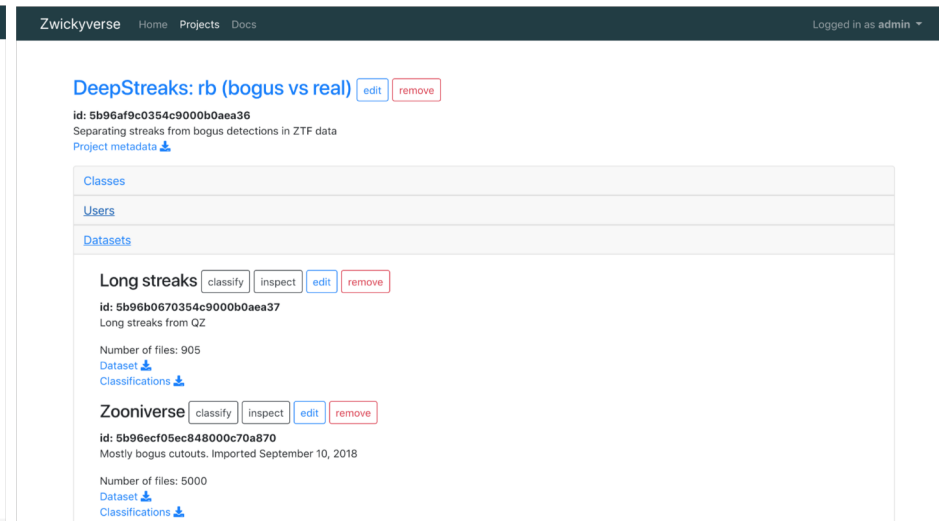 Zwickyverse Home Projects Docs Logged in as admin
DeepStreaks: rb (bogus vs real) edit remove
id: 5b96af9c0354c9000b0aea36
Separating streaks from bogus detections in ZTF data
Project metadata
Classes
Users
Datasets
Long streaks classify inspect edit remove
id: 5b96b0670354c9000b0aea37
Long streaks from QZ
Number of files: 905
Dataset
Classifications
Zooniverse classify inspect edit remove
id: 5b96ecf05ec848000c70a870
Mostly bogus cutouts. Imported September 10, 2018
Number of files: 5000
Dataset
Classifications